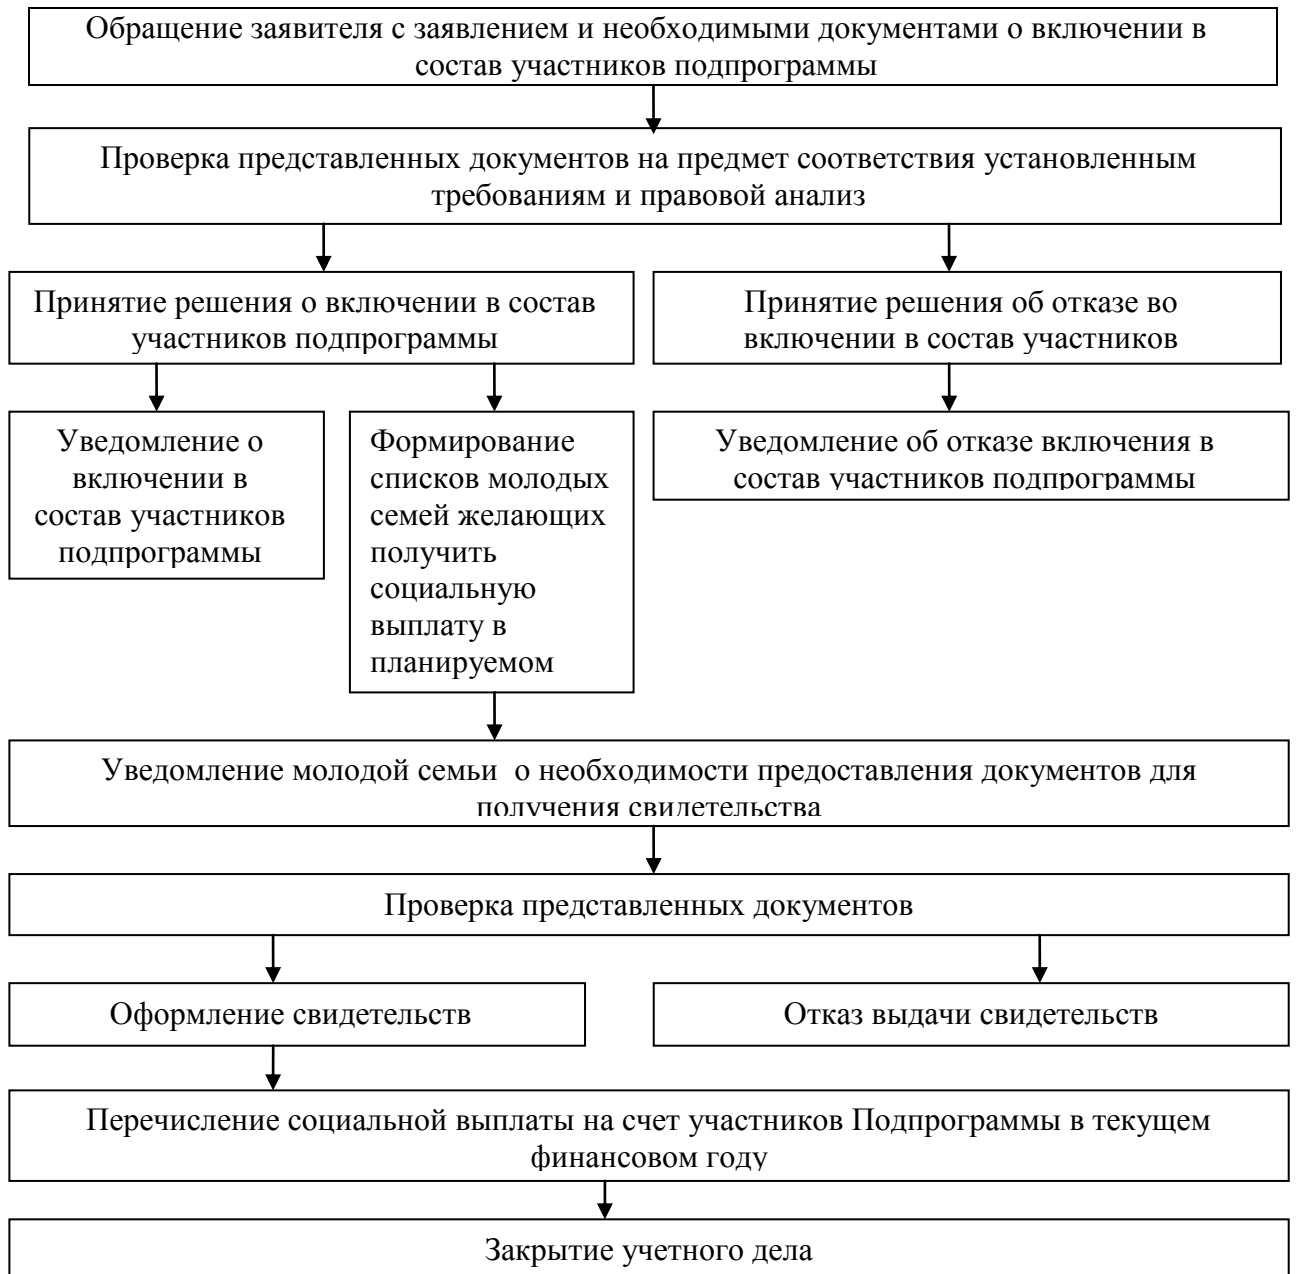 Обращение заявителя с заявлением и необходимыми документами о включении в
состав участников подпрограммы
Проверка представленных документов на предмет соответствия установленным
требованиям и правовой анализ
Принятие решения о включении в состав
участников подпрограммы
Принятие решения об отказе во
включении в состав участников
Уведомление о
включении в
состав участников
подпрограммы
Формирование
списков молодых
семей желающих
получить
социальную
выплату в
планируемом
Уведомление об отказе включения в
состав участников подпрограммы
Уведомление молодой семьи  о необходимости предоставления документов для
получения свидетельства
Проверка представленных документов
Оформление свидетельств
Отказ выдачи свидетельств
Перечисление социальной выплаты на счет участников Подпрограммы в текущем
финансовом году
Закрытие учетного дела